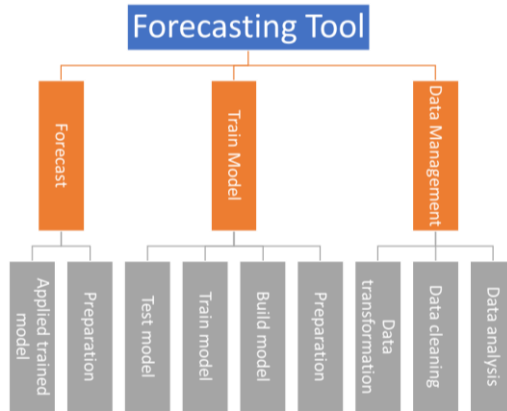 Forecasting Tool
Forecast
Train Model
Data Management
Applied trained
model
Preparation
Test model
Train model
Build model
Preparation
Data
transformation
Data cleaning
Data analysis